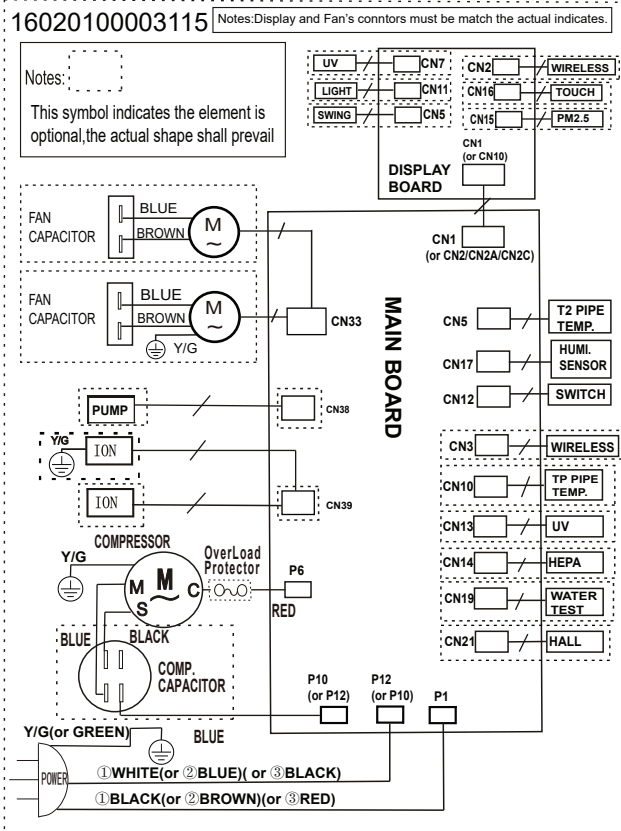 16020100003115
Notes:Display and Fan's conntors must be match the actual indicates.
Notes:
This symbol indicates the element is
optional,the actual shape shall prevail
UV
CN7
LIGHT
CN11
SWING
CN5
CN2
WIRELESS
CN16
TOUCH
CN15
PM2.5
CN1
(or CN10)
DISPLAY
BOARD
CN1
(or CN2/CN2A/CN2C)
FAN
CAPACITOR
BLUE
BROWN
M
~
FAN
CAPACITOR
BLUE
BROWN
Y/G
M
~
CN33
MAIN BOARD
CN5
T2 PIPE
TEMP.
CN17
HUMI.
SENSOR
CN12
SWITCH
PUMP
CN38
Y/G
ION
ION
CN39
CN3
WIRELESS
CN10
TP PIPE
TEMP.
CN13
UV
CN14
HEPA
CN19
WATER
TEST
CN21
HALL
COMPRESSOR
Y/G
M
M
~
S
C
OverLoad
Protector
P6
RED
BLUE
BLACK
COMP.
CAPACITOR
BLUE
P10
(or P12)
P12
(or P10)
P1
Y/G(or GREEN)
POWER
①WHITE(or ②BLUE)( or ③BLACK)
①BLACK(or ②BROWN)(or ③RED)